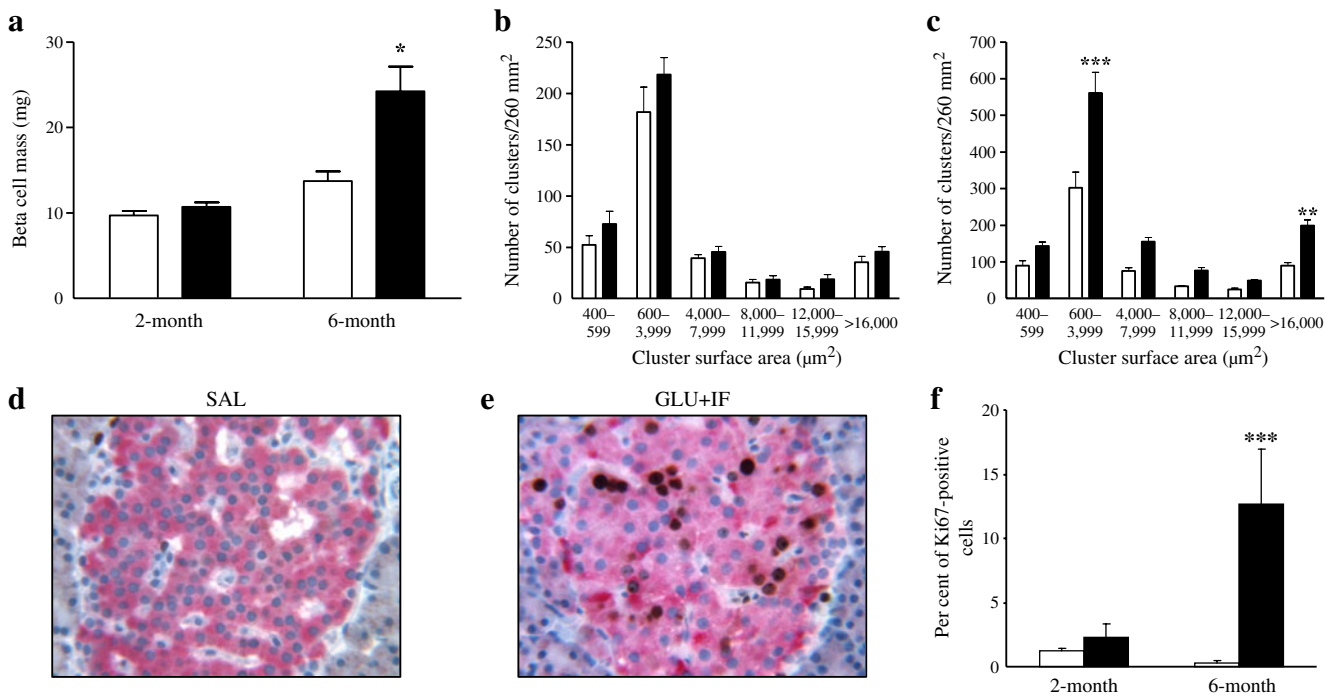 a
30
20
10
0
Beta cell mass (mg)
*
2-month
6-month
b
250
200
150
100
50
0
Number of clusters/260 mm²
400–
599
600–
3,999
4,000–
7,999
8,000–
11,999
12,000–
15,999
>16,000
Cluster surface area (μm²)
c
700
600
500
400
300
200
100
0
Number of clusters/260 mm²
***
**
400–
599
600–
3,999
4,000–
7,999
8,000–
11,999
12,000–
15,999
>16,000
Cluster surface area (μm²)
d
SAL
e
GLU+IF
f
20
15
10
5
0
Per cent of Ki67-positive
cells
***
2-month
6-month